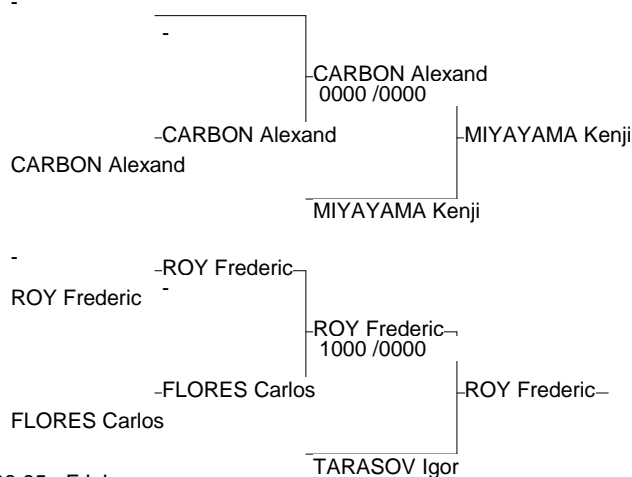 -
-
CARBON Alexand
0000 /0000
CARBON Alexand
MIYAYAMA Kenji
CARBON Alexand
MIYAYAMA Kenji
-
ROY Frederic
ROY Frederic
-
ROY Frederic
1000 /0000
FLORES Carlos
ROY Frederic
FLORES Carlos
TARASOV Igor